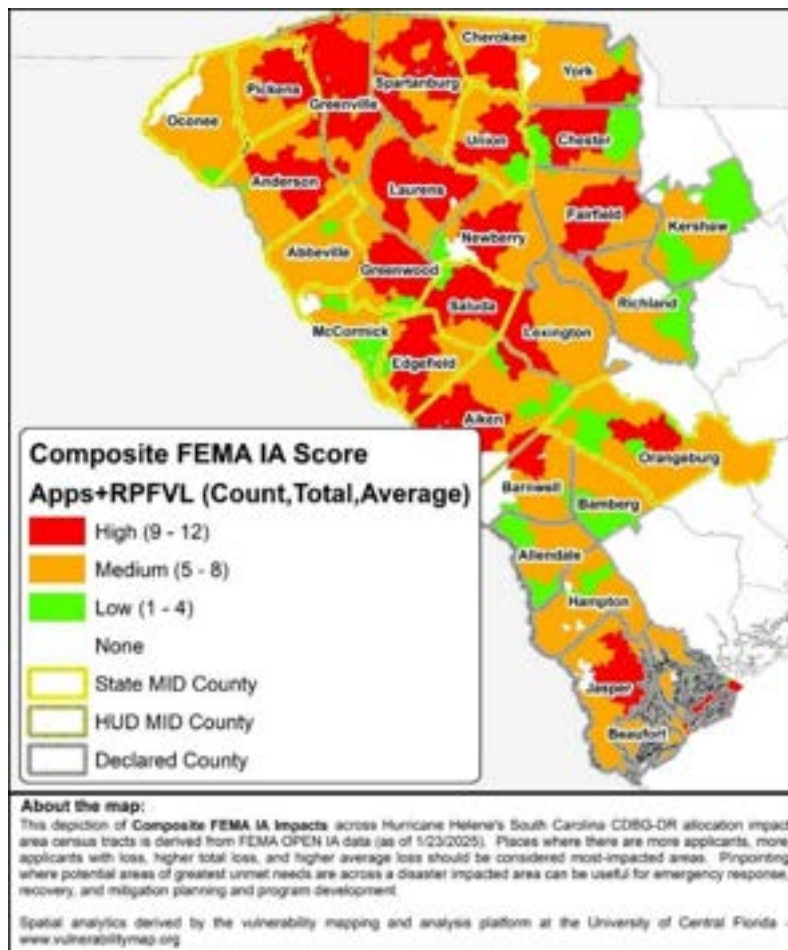 Cherokee
York
Pickens
Spartanburg
Greenville
Oconee
Union
Chester
Anderson
Laurens
Fairfield
Kershaw
Newberry
Abbeville
Greenwood
Richland
Saluda
Lexington
McCormick
Edgefield
Aiken
Orangeburg
Barnwell
Bamberg
Allendale
Hampton
Jasper
Beaufort
Composite FEMA IA Score
Apps+RPFVL (Count,Total,Average)
High (9 - 12)
Medium (5 - 8)
Low (1 - 4)
None
State MID County
HUD MID County
Declared County
About the map:
This depiction of Composite FEMA IA Impacts across Hurricane Helene's South Carolina CDBG-DR allocation impact
area census tracts is derived from FEMA OPEN IA data (as of 1/23/2025). Places where there are more applicants, more
applicants with loss, higher total loss, and higher average loss should be considered most-impacted areas. Pinpointing
where potential areas of greatest unmet needs are across a disaster impacted area can be useful for emergency response,
recovery, and mitigation planning and program development.
Spatial analytics derived by the vulnerability mapping and analysis platform at the University of Central Florida -
www.vulnerabilitymap.org